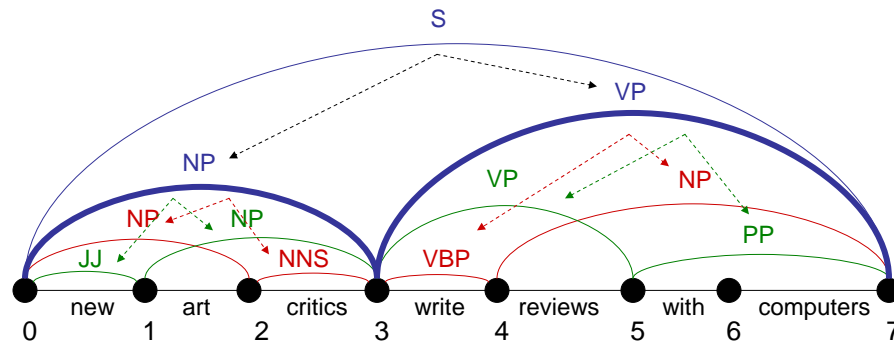 S
VP
NP
VP NP
NP NP
PP
JJ NNS VBP
new art critics write reviews with computers
0 1 2 3 4 5 6 7